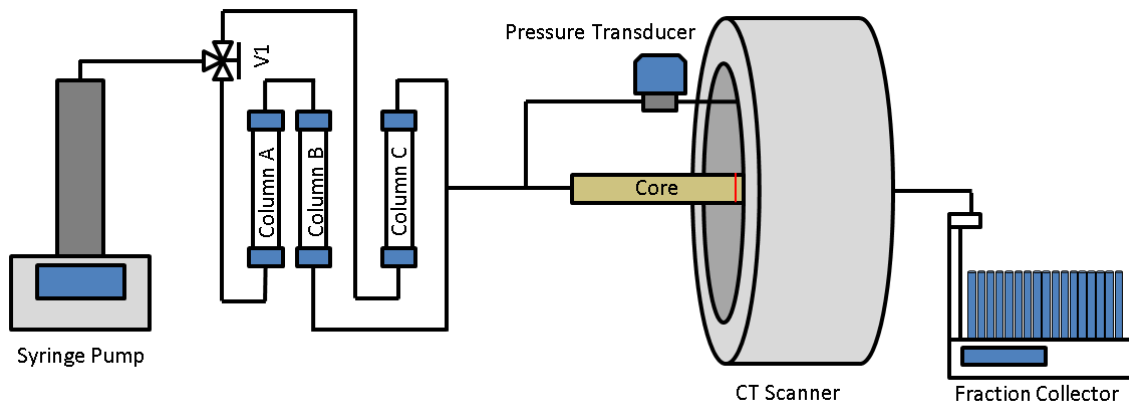 Pressure Transducer
V1
Column A
Column B
Column C
Core
Syringe Pump
CT Scanner
Fraction Collector